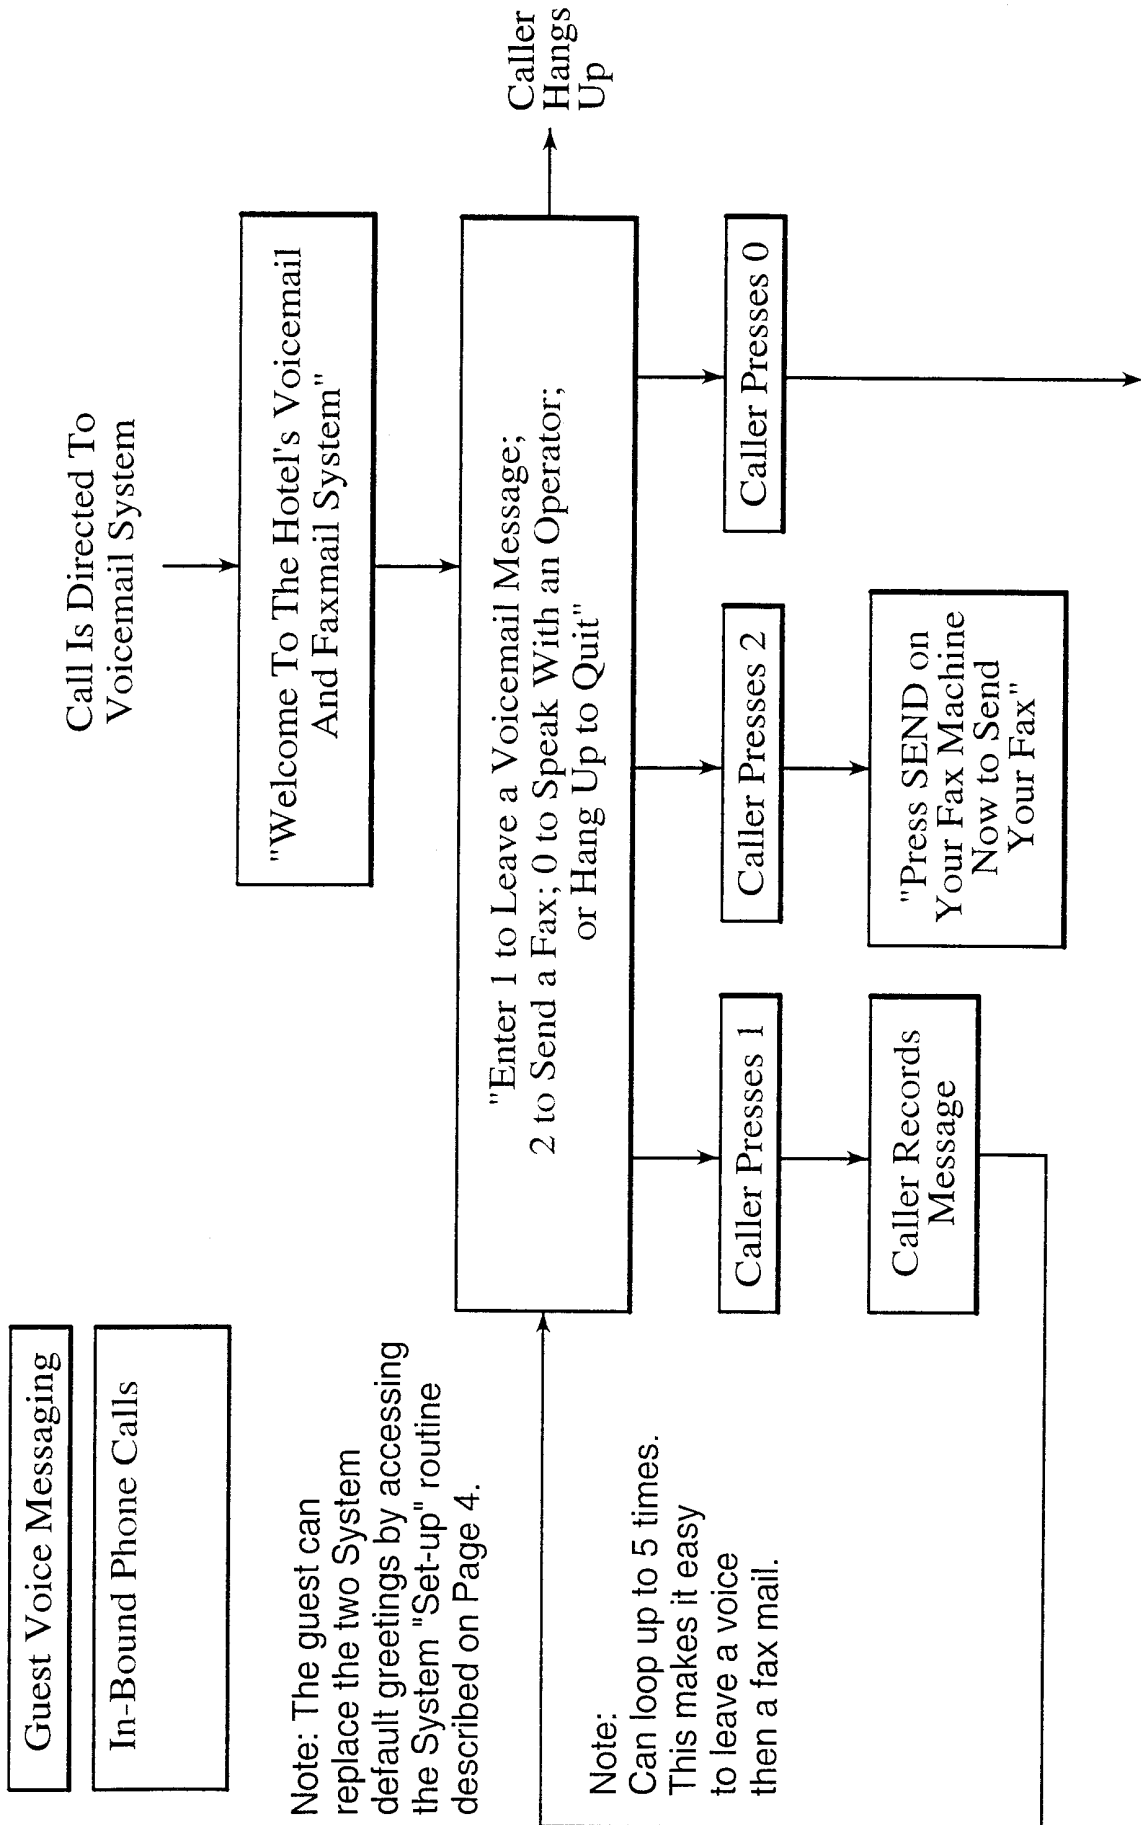 Guest Voice Messaging
In-Bound Phone Calls
Call Is Directed To
Voicemail System
"Welcome To The Hotel's Voicemail
And Faxmail System"
Note: The guest can
replace the two System
default greetings by accessing
the System "Set-up" routine
described on Page 4.
"Enter 1 to Leave a Voicemail Message;
2 to Send a Fax; 0 to Speak With an Operator;
or Hang Up to Quit"
Caller
Hangs
Up
Note:
Can loop up to 5 times.
This makes it easy
to leave a voice
then a fax mail.
Caller Presses 1
Caller Presses 2
Caller Presses 0
Caller Records
Message
"Press SEND on
Your Fax Machine
Now to Send
Your Fax"